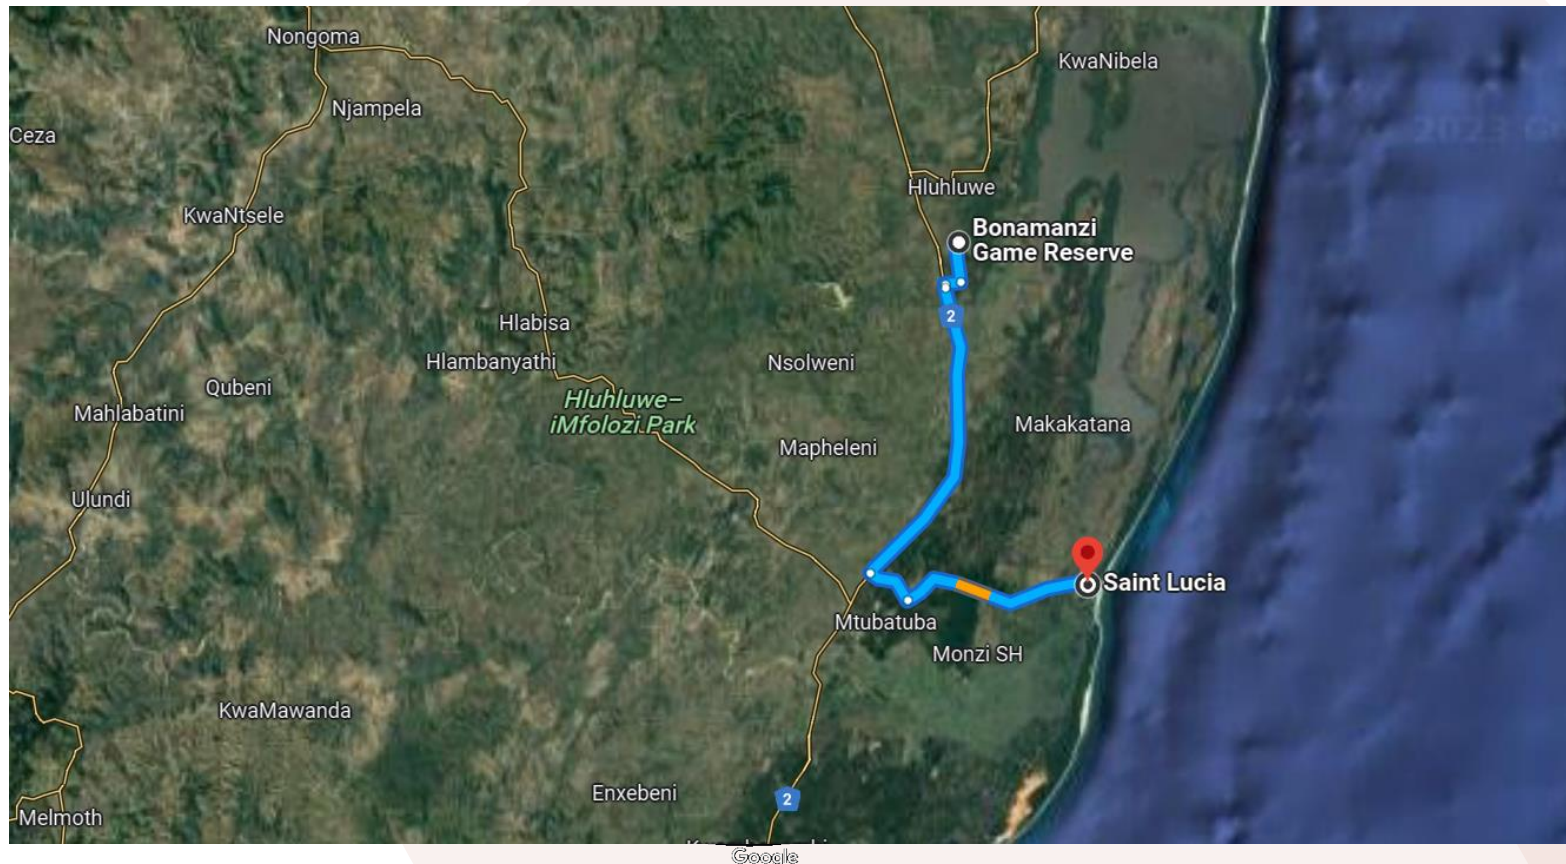 Nongoma
KwaNibela
Njampela
Ceza
Hluhluwe
KwaNtsele
Bonamanzi
Game Reserve
2
Hlabisa
Hlambanyathi
Nsolweni
Qubeni
Hluhluwe–
iMfolozi Park
Mahlabatini
Makakatana
Mapheleni
Ulundi
Saint Lucia
Mtubatuba
Monzi SH
KwaMawanda
Enxebeni
2
Melmoth
Google